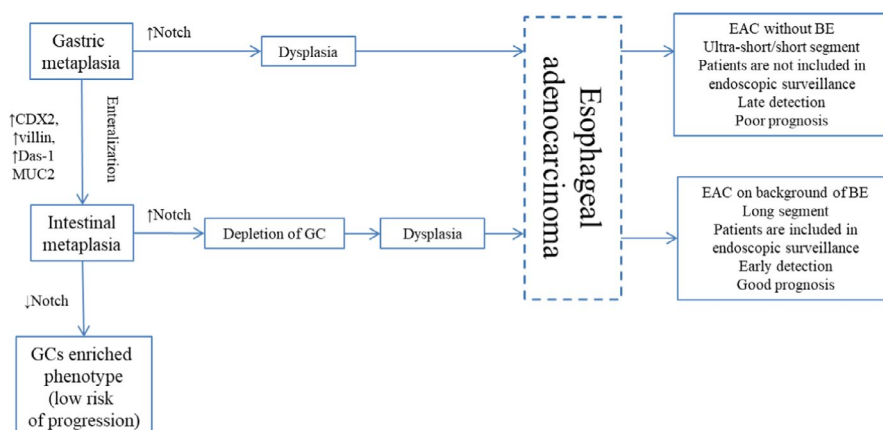 Gastric
metaplasia
↑Notch
Dysplasia
Esophageal
adenocarcinoma
EAC without BE
Ultra-short/short segment
Patients are not included in
endoscopic surveillance
Late detection
Poor prognosis
↑CDX2,
↑villin,
↑Das-1
MUC2
Enteralization
Intestinal
metaplasia
↑Notch
Depletion of GC
Dysplasia
EAC on background of BE
Long segment
Patients are included in
endoscopic surveillance
Early detection
Good prognosis
↓Notch
GCs enriched
phenotype
(low risk
of progression)